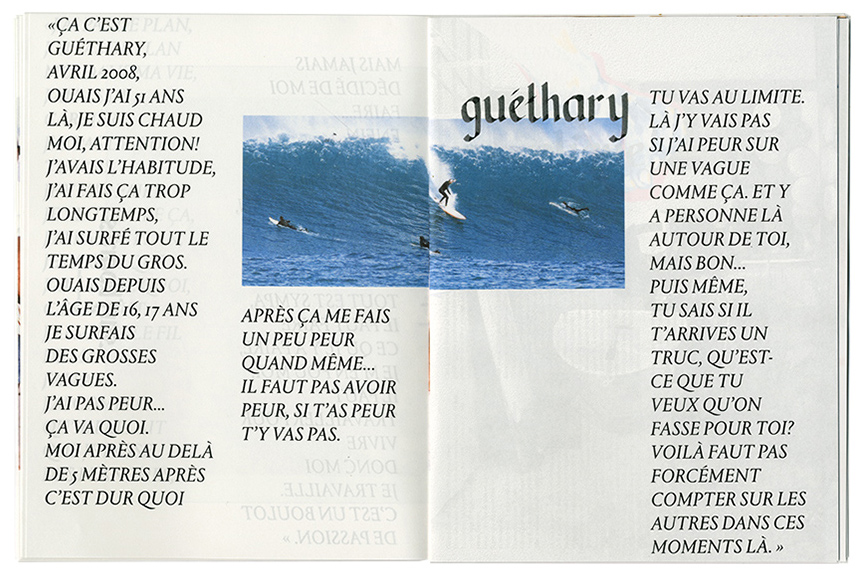 «ÇA C'EST
GUÉTHARY,
AVRIL 2008,
OUAIS J'AI 51 ANS
LÀ, JE SUIS CHAUD
MOI, ATTENTION!
J'AVAIS L'HABITUDE,
J'AI FAIS ÇA TROP
LONGTEMPS,
J'AI SURFÉ TOUT LE
TEMPS DU GROS.
OUAIS DEPUIS
L'ÂGE DE 16, 17 ANS
JE SURFAIS
DES GROSSES
VAGUES.
J'AI PAS PEUR...
ÇA VA QUOI.
MOI APRÈS AU DELÀ
DE 5 MÈTRES APRÈS
C'EST DUR QUOI
APRÈS ÇA ME FAIS
UN PEU PEUR
QUAND MÊME...
IL FAUT PAS AVOIR
PEUR, SI T'AS PEUR
T'Y VAS PAS.
guéthary
TU VAS AU LIMITE.
LÀ J'Y VAIS PAS
SI J'AI PEUR SUR
UNE VAGUE
COMME ÇA. ET Y
A PERSONNE LÀ
AUTOUR DE TOI,
MAIS BON...
PUIS MÊME,
TU SAIS SI IL
T'ARRIVES UN
TRUC, QU'EST-
CE QUE TU
VEUX QU'ON
FASSE POUR TOI?
VOILÀ FAUT PAS
FORCÉMENT
COMPTER SUR LES
AUTRES DANS CES
MOMENTS LÀ. »